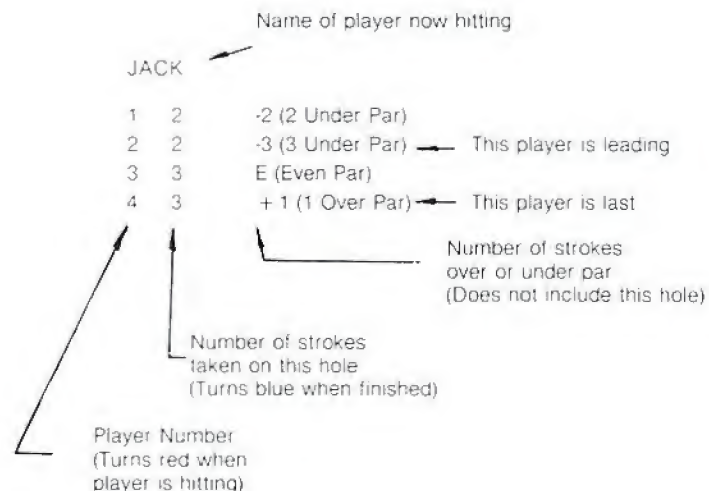 Name of player now hitting
JACK
1 2 -2 (2 Under Par)
2 2 -3 (3 Under Par) This player is leading
3 3 E (Even Par)
4 3 + 1 (1 Over Par) This player is last
Number of strokes
over or under par
(Does not include this hole)
Number of strokes
taken on this hole
(Turns blue when finished)
Player Number
(Turns red when
player is hitting)